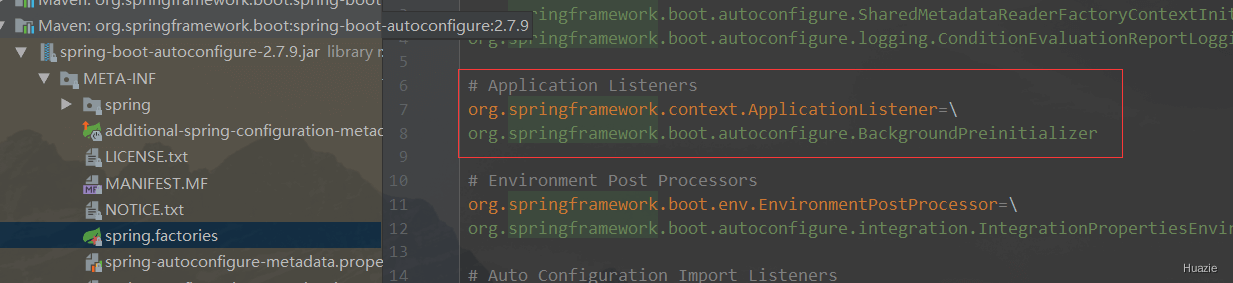 Maven: org.springframework.boot:spring-boot-
Maven: org.springframework.boot:spring-boot-autoconfigure:2.7.9
spring-boot-autoconfigure-2.7.9.jar library r
META-INF
spring
additional-spring-configuration-metad
LICENSE.txt
MANIFEST.MF
NOTICE.txt
spring.factories
spring-autoconfigure-metadata.prope
springframework.boot.autoconfigure.SharedMetadataReaderFactoryContextInit
4 org.springframework.boot.autoconfigure.logging.ConditionEvaluationReportLoggi
5
6 # Application Listeners
7 org.springframework.context.ApplicationListener=\
8 org.springframework.boot.autoconfigure.BackgroundPreinitializer
9
10 # Environment Post Processors
11 org.springframework.boot.env.EnvironmentPostProcessor=\
12 org.springframework.boot.autoconfigure.integration.IntegrationPropertiesEnvir
13
14 # Auto Configuration Import Listeners
Huazie